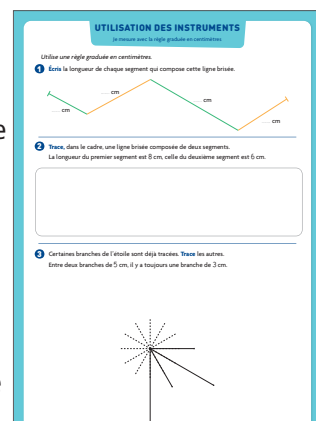 UTILISATION DES INSTRUMENTS
Je mesure avec la règle graduée en centimètres
Utilise une règle graduée en centimètres.
1 Écris la longueur de chaque segment qui compose cette ligne brisée.
...... cm
...... cm
...... cm
...... cm
2 Trace, dans le cadre, une ligne brisée composée de deux segments.
La longueur du premier segment est 8 cm, celle du deuxième segment est 6 cm.
3 Certaines branches de l'étoile sont déjà tracées. Trace les autres.
Entre deux branches de 5 cm, il y a toujours une branche de 3 cm.